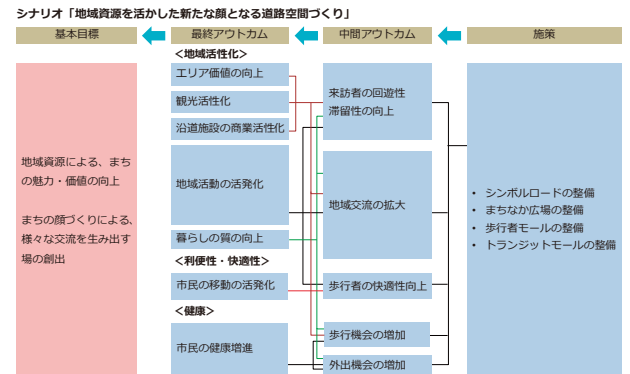 シナリオ「地域資源を活かした新たな顔となる道路空間づくり」
基本目標
最終アウトカム
中間アウトカム
施策
地域資源による、まち
の魅力・価値の向上
まちの顔づくりによる、
様々な交流を生み出す
場の創出
<地域活性化>
エリア価値の向上
観光活性化
沿道施設の商業活性化
地域活動の活発化
暮らしの質の向上
<利便性・快適性>
市民の移動の活発化
<健康>
市民の健康増進
来訪者の回遊性
滞留性の向上
地域交流の拡大
歩行者の快適性向上
歩行機会の増加
外出機会の増加
• シンボルロードの整備
• まちなか広場の整備
• 歩行者モールの整備
• トランジットモールの整備